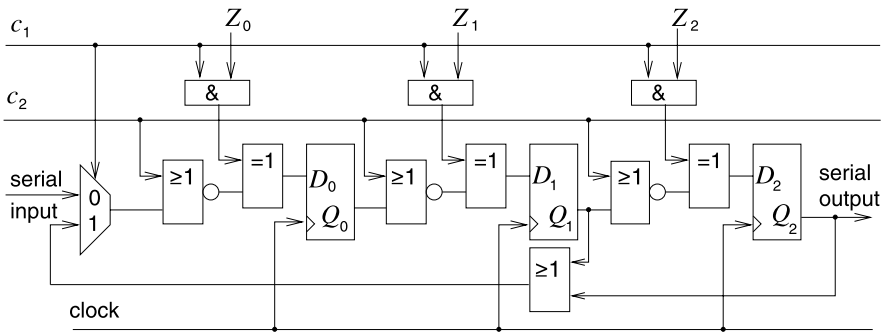 c₁ Z₀ Z₁ Z₂
& & &
c₂
=1 =1 =1
serial input 0 1 ≥1 D₀ Q₀ ≥1 D₁ Q₁ ≥1 D₂ Q₂ serial output
≥1
clock